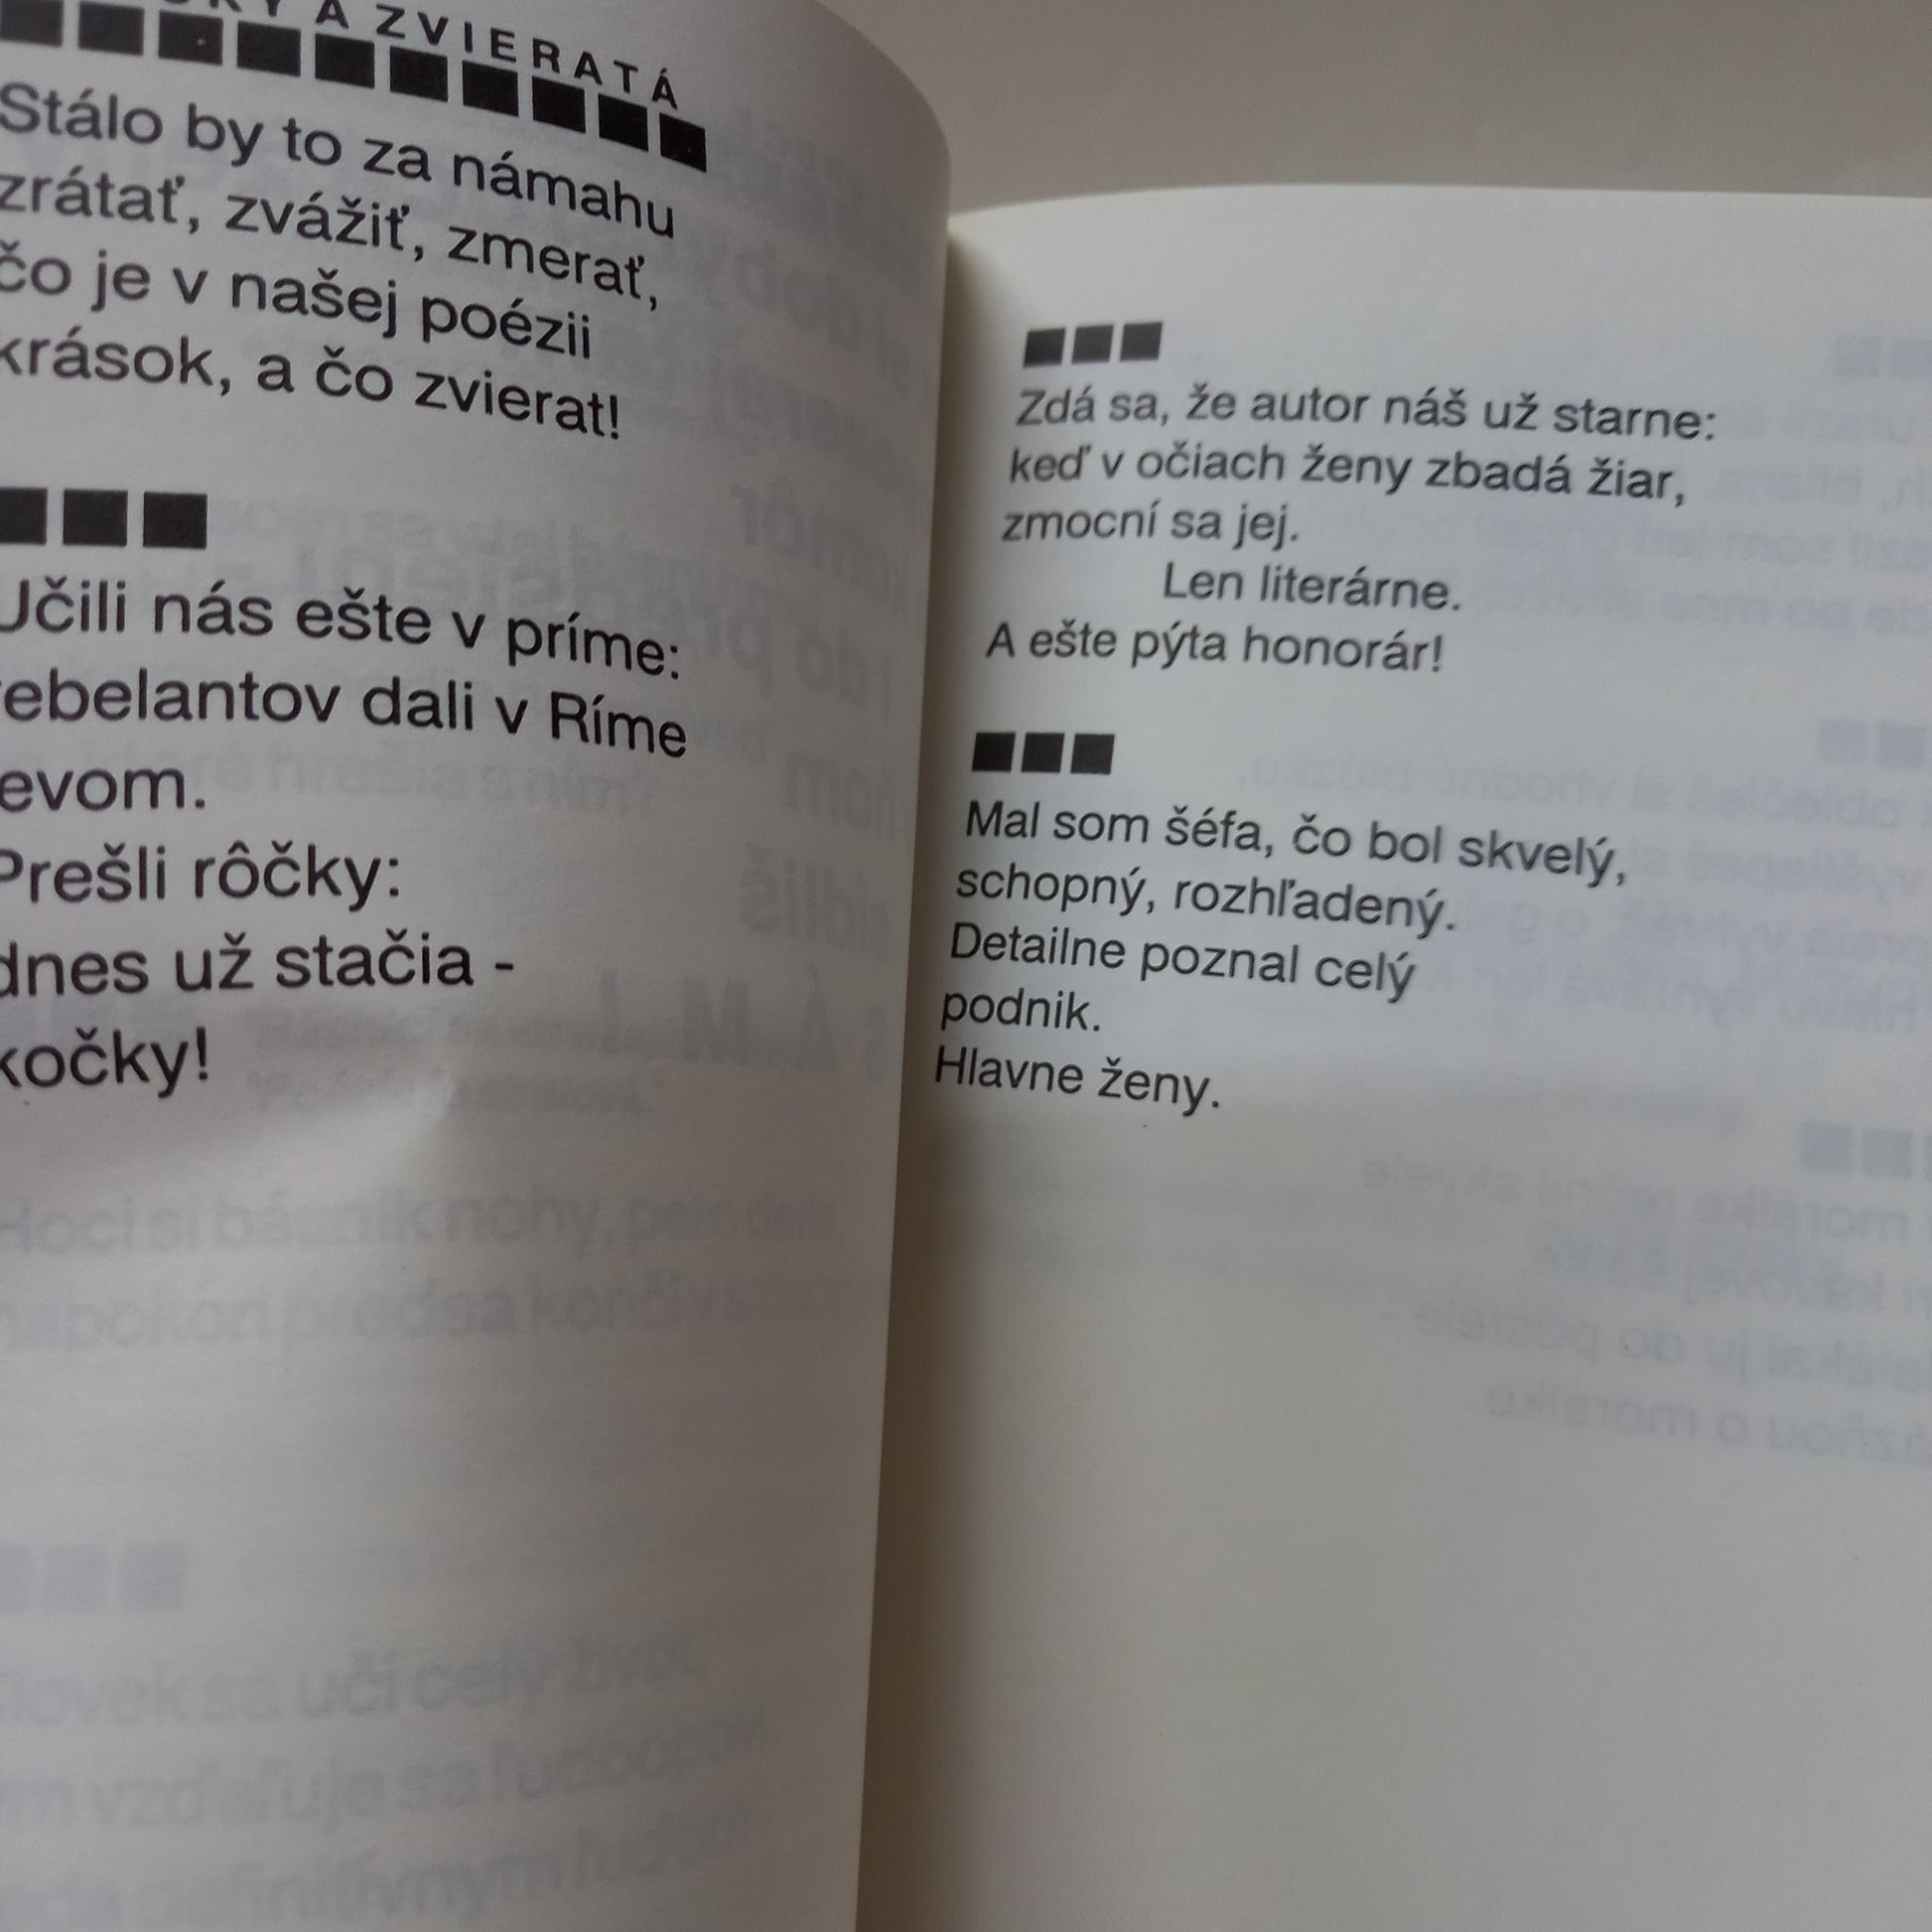 A ZVIERATÁ
Stálo by to za námahu
zrátať, zvážiť, zmerať,
čo je v našej poézii
krások, a čo zvierat!
Učili nás ešte v príme:
rebelantov dali v Ríme
levom.
Prešli rôčky:
dnes už stačia -
kočky!
Zdá sa, že autor náš už starne:
keď v očiach ženy zbadá žiar,
zmocní sa jej.
Len literárne.
A ešte pýta honorár!
Mal som šéfa, čo bol skvelý,
schopný, rozhľadený.
Detailne poznal celý
podnik.
Hlavne ženy.